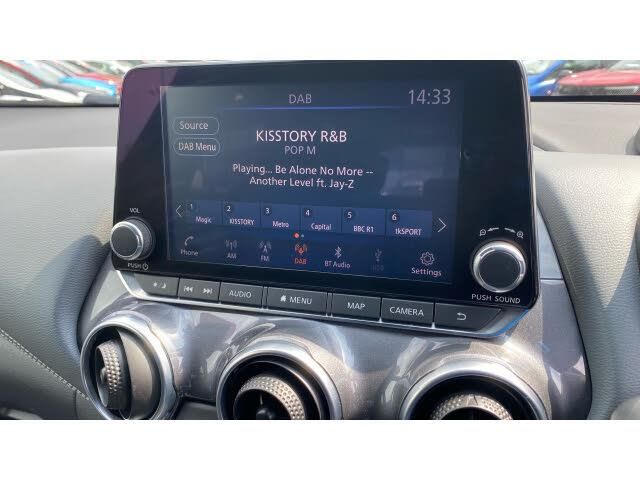 DAB
14:33
Source
KISSTORY R&B
POP M
DAB Menu
Playing... Be Alone No More --
Another Level ft. Jay-Z
VOL
1 Magic
2 KISSTORY
3 Metro
4 Capital
5 BBC R1
6 tkSPORT
Phone
AM
FM
DAB
BT Audio
USB
Settings
PUSH
PUSH SOUND
AUDIO
MENU
MAP
CAMERA